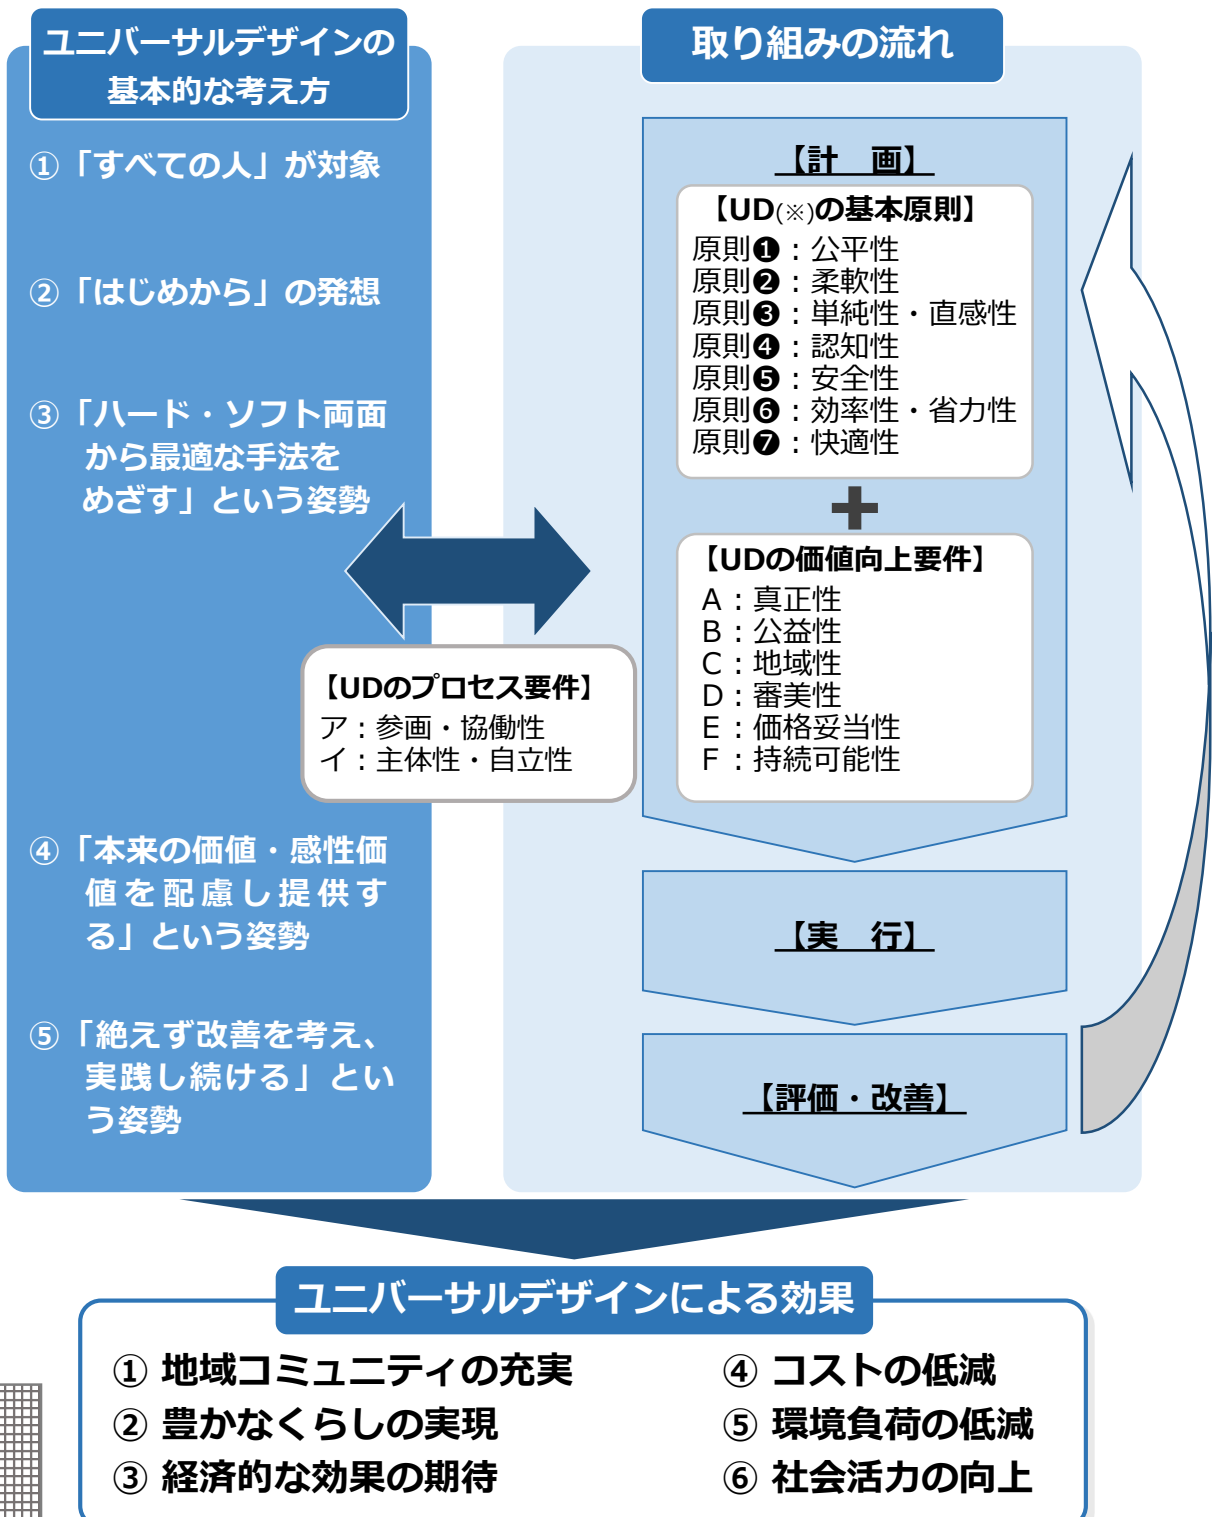 ユニバーサルデザインの
基本的な考え方
①「すべての人」が対象
②「はじめから」の発想
③「ハード・ソフト両面
から最適な手法を
めざす」という姿勢
④「本来の価値・感性価
値を配慮し提供す
る」という姿勢
⑤「絶えず改善を考え、
実践し続ける」とい
う姿勢
取り組みの流れ
【計　画】
【UD(※)の基本原則】
原則❶：公平性
原則❷：柔軟性
原則❸：単純性・直感性
原則❹：認知性
原則❺：安全性
原則❻：効率性・省力性
原則❼：快適性
【UDの価値向上要件】
A：真正性
B：公益性
C：地域性
D：審美性
E：価格妥当性
F：持続可能性
【UDのプロセス要件】
ア：参画・協働性
イ：主体性・自立性
【実　行】
【評価・改善】
ユニバーサルデザインによる効果
① 地域コミュニティの充実
② 豊かなくらしの実現
③ 経済的な効果の期待
④ コストの低減
⑤ 環境負荷の低減
⑥ 社会活力の向上